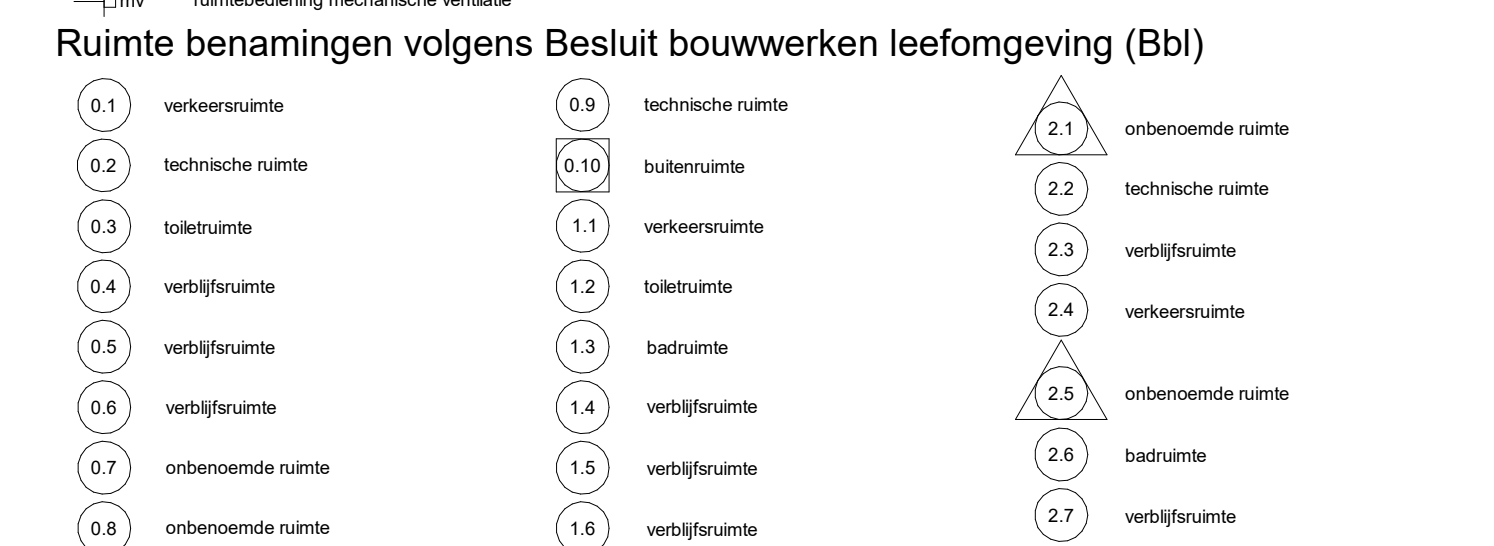 mv ruimtebediening mechanische ventilatie
Ruimte benamingen volgens Besluit bouwwerken leefomgeving (Bbl)
0.1 verkeersruimte
0.2 technische ruimte
0.3 toiletruimte
0.4 verblijfsruimte
0.5 verblijfsruimte
0.6 verblijfsruimte
0.7 onbenoemde ruimte
0.8 onbenoemde ruimte
0.9 technische ruimte
0.10 buitenruimte
1.1 verkeersruimte
1.2 toiletruimte
1.3 badruimte
1.4 verblijfsruimte
1.5 verblijfsruimte
1.6 verblijfsruimte
2.1 onbenoemde ruimte
2.2 technische ruimte
2.3 verblijfsruimte
2.4 verkeersruimte
2.5 onbenoemde ruimte
2.6 badruimte
2.7 verblijfsruimte